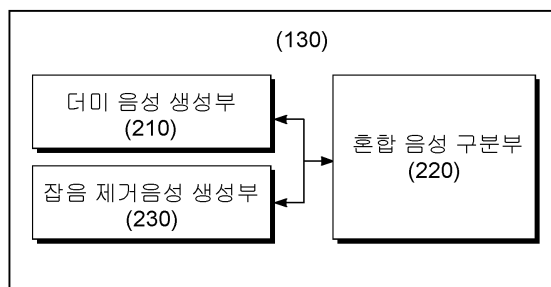 (130)
더미 음성 생성부
(210)
잡음 제거음성 생성부
(230)
혼합 음성 구분부
(220)